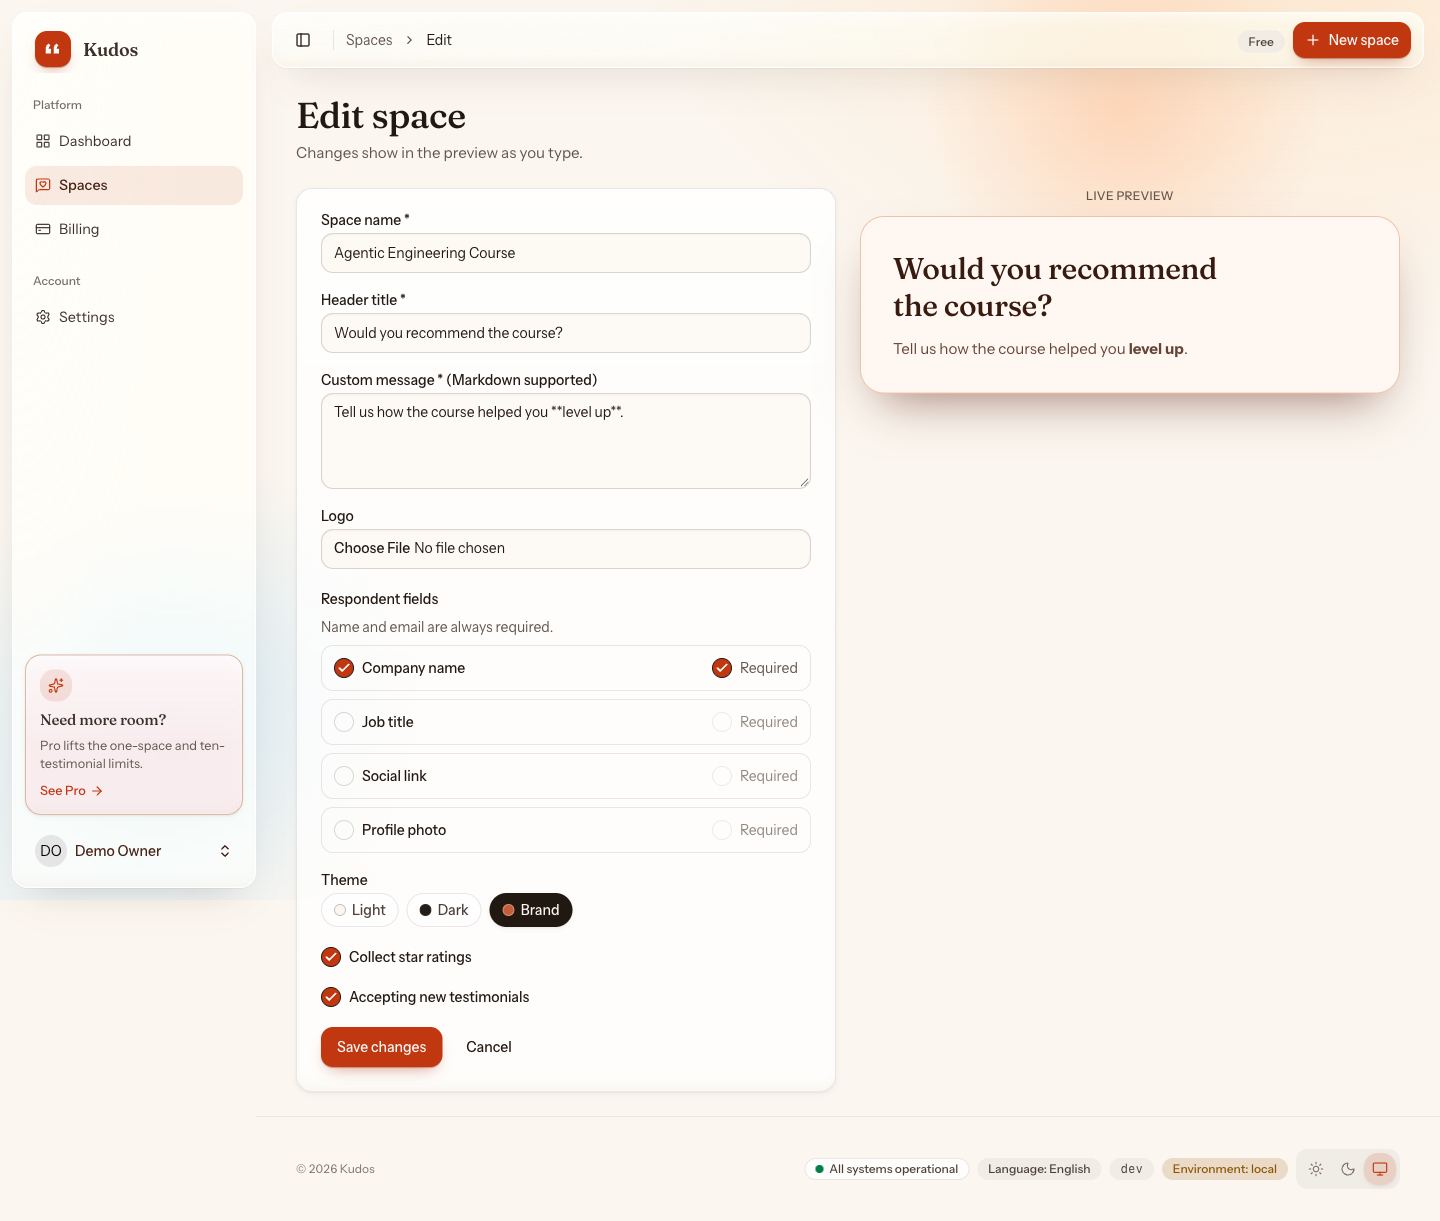 Kudos
Platform
Dashboard
Spaces
Billing
Account
Settings
Need more room?
Pro lifts the one-space and ten-
testimonial limits.
See Pro
DO Demo Owner
Spaces > Edit
Free
New space
Edit space
Changes show in the preview as you type.
Space name *
Agentic Engineering Course
Header title *
Would you recommend the course?
Custom message * (Markdown supported)
Tell us how the course helped you **level up**.
Logo
Choose File No file chosen
Respondent fields
Name and email are always required.
Company name Required
Job title Required
Social link Required
Profile photo Required
Theme
Light Dark Brand
Collect star ratings
Accepting new testimonials
Save changes Cancel
LIVE PREVIEW
Would you recommend
the course?
Tell us how the course helped you level up.
© 2026 Kudos
All systems operational
Language: English
dev
Environment: local